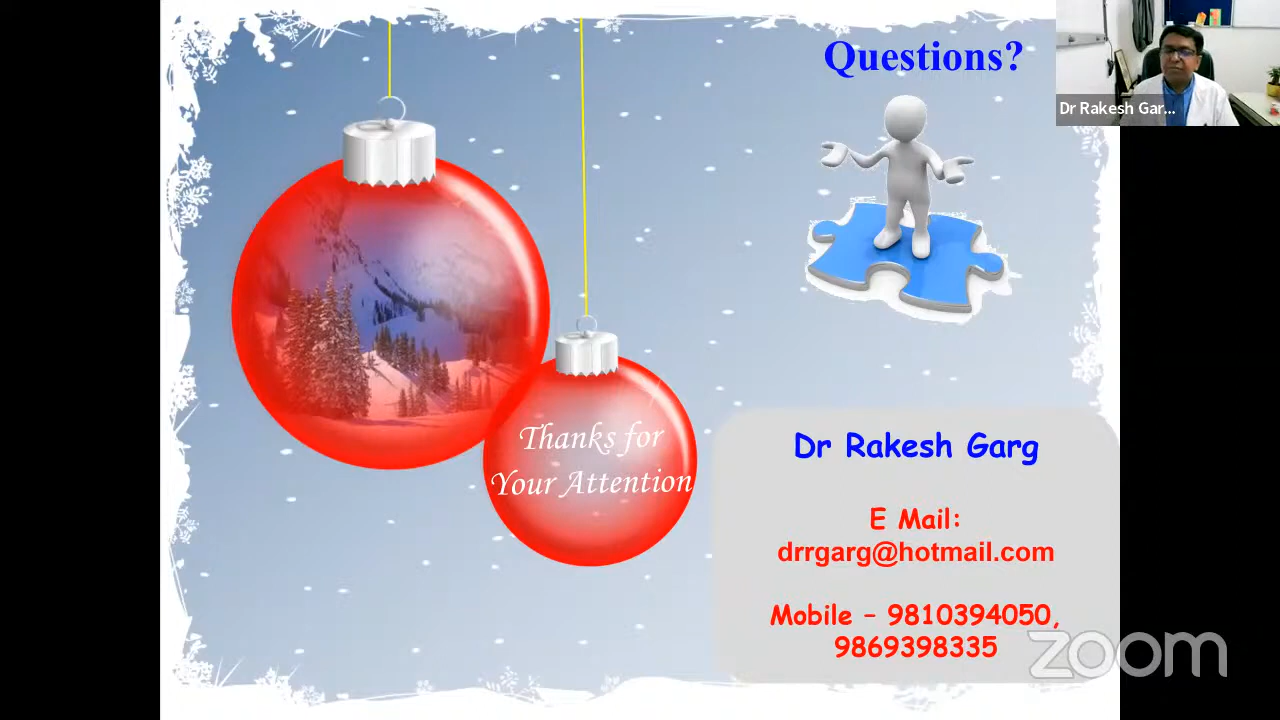 Questions?
Dr Rakesh Gar...
Thanks for
Your Attention
Dr Rakesh Garg
E Mail:
drrgarg@hotmail.com
Mobile – 9810394050,
9869398335
zoom